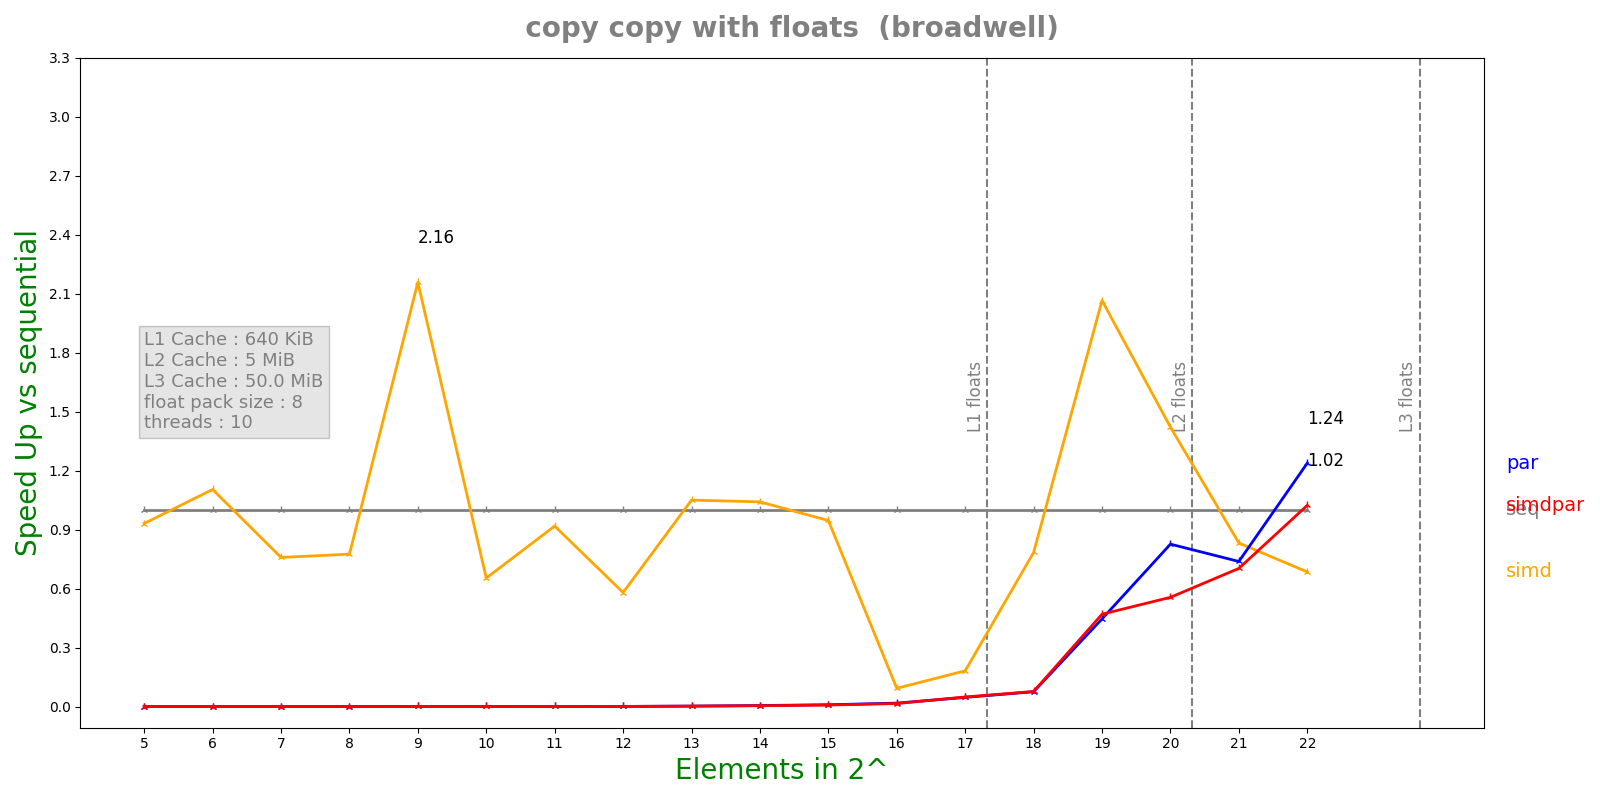 copy copy with floats (broadwell)
Speed Up vs sequential
3.3
3.0
2.7
2.4
2.1
1.8
1.5
1.2
0.9
0.6
0.3
0.0
2.16
L1 Cache : 640 KiB
L2 Cache : 5 MiB
L3 Cache : 50.0 MiB
float pack size : 8
threads : 10
L1 floats
L2 floats
L3 floats
1.24
1.02
par
simdpar
seq
simd
5 6 7 8 9 10 11 12 13 14 15 16 17 18 19 20 21 22
Elements in 2^